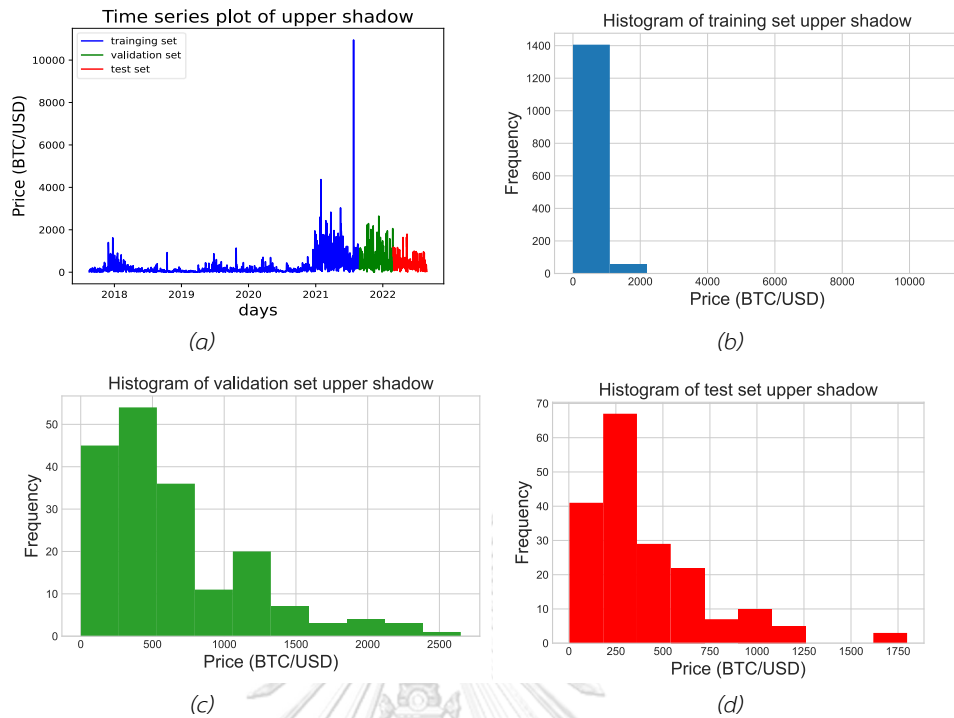 Time series plot of upper shadow
trainging set
validation set
test set
10000
8000
6000
4000
2000
0
Price (BTC/USD)
2018 2019 2020 2021 2022
days
(a)
Histogram of training set upper shadow
1400
1200
1000
800
600
400
200
0
Frequency
0 2000 4000 6000 8000 10000
Price (BTC/USD)
(b)
Histogram of validation set upper shadow
50
40
30
20
10
0
Frequency
0 500 1000 1500 2000 2500
Price (BTC/USD)
(c)
Histogram of test set upper shadow
70
60
50
40
30
20
10
0
Frequency
0 250 500 750 1000 1250 1500 1750
Price (BTC/USD)
(d)